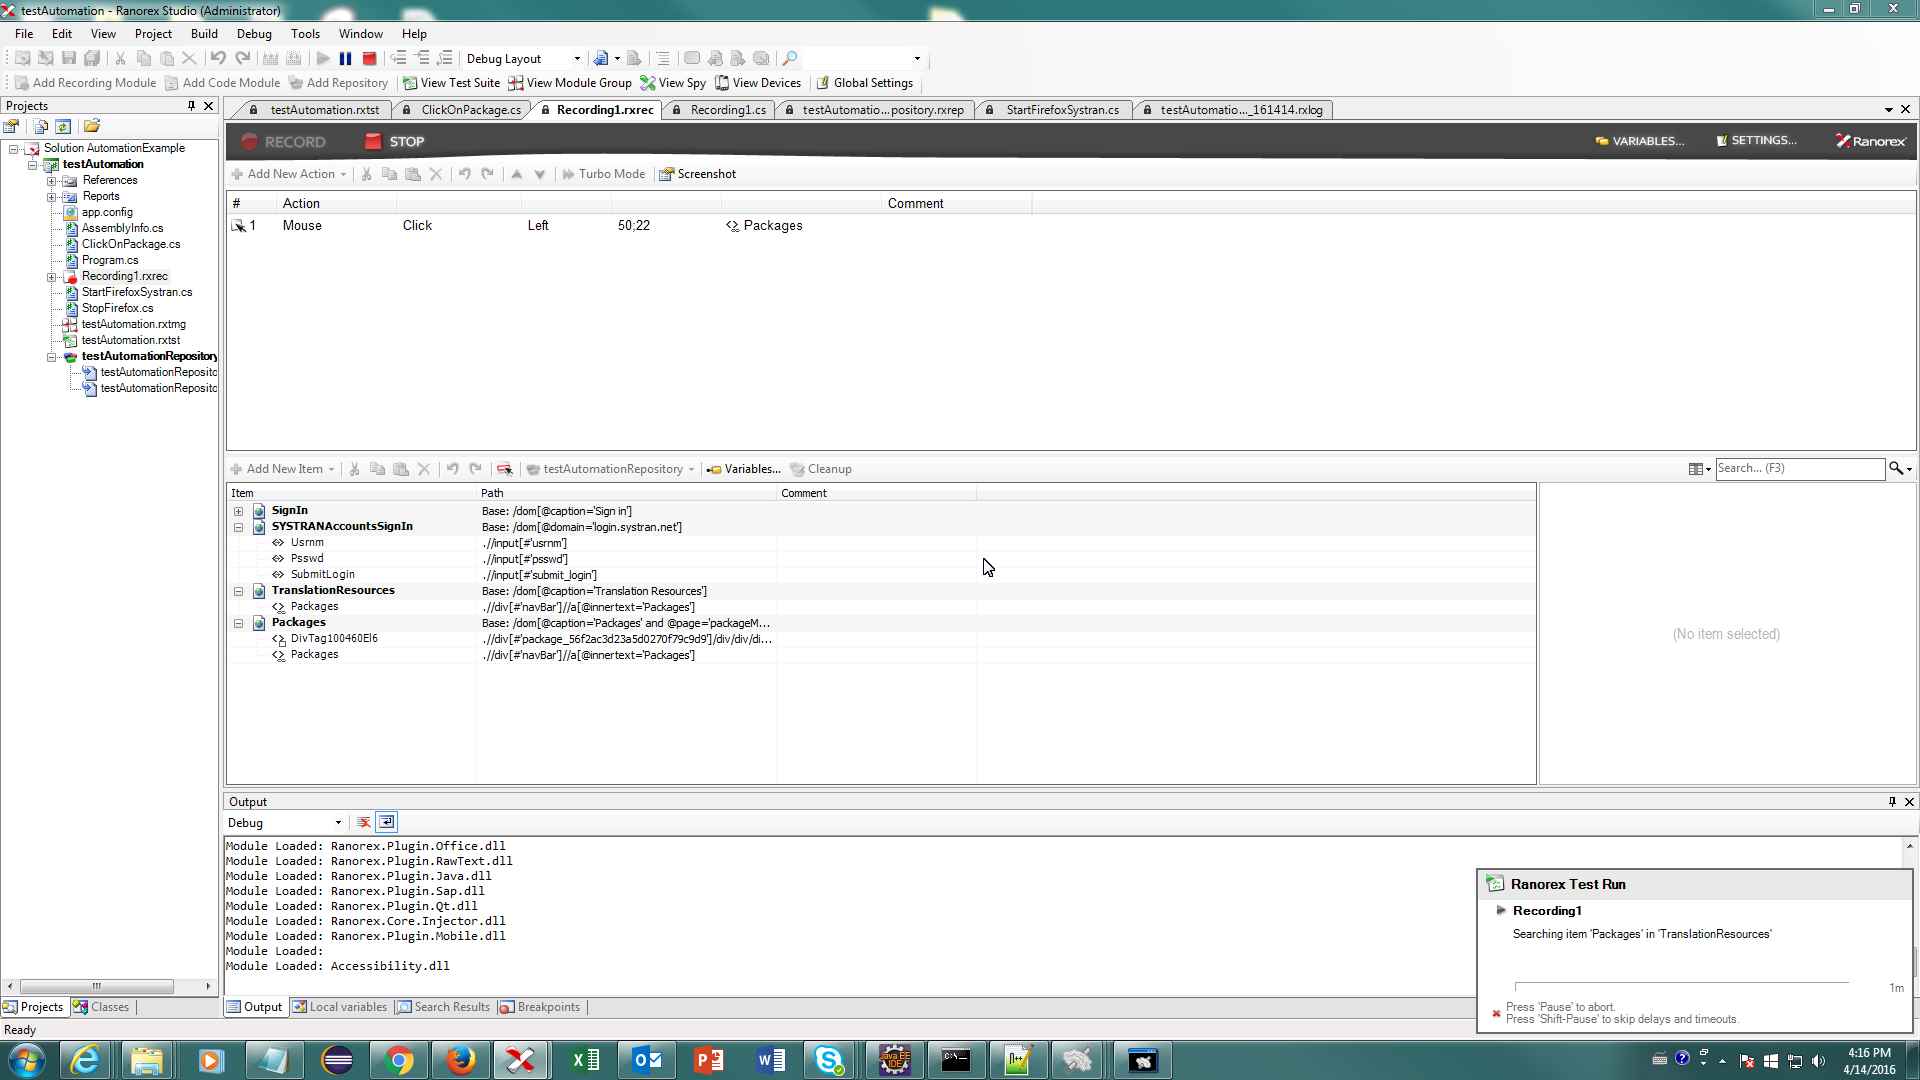 testAutomation - Ranorex Studio (Administrator)
File Edit View Project Build Debug Tools Window Help
Debug Layout
Add Recording Module Add Code Module Add Repository View Test Suite View Module Group View Spy View Devices Global Settings
Projects
testAutomation.rxtst ClickOnPackage.cs Recording1.rxrec Recording1.cs testAutomatio...pository.rxrep StartFirefoxSystran.cs testAutomatio..._161414.rxlog
RECORD STOP VARIABLES... SETTINGS... Ranorex
Add New Action Turbo Mode Screenshot
# Action Comment
1 Mouse Click Left 50;22 Packages
Solution AutomationExample
testAutomation
References
Reports
app.config
AssemblyInfo.cs
ClickOnPackage.cs
Program.cs
Recording1.rxrec
StartFirefoxSystran.cs
StopFirefox.cs
testAutomation.rxtmg
testAutomation.rxtst
testAutomationRepository
testAutomationReposito
testAutomationReposito
Add New Item testAutomationRepository Variables... Cleanup Search... (F3)
Item Path Comment
SignIn Base: /dom[@caption='Sign in']
SYSTRANAccountsSignIn Base: /dom[@domain='login.systran.net']
Usrnm .//input[#'usrnm']
Psswd .//input[#'psswd']
SubmitLogin .//input[#'submit_login']
TranslationResources Base: /dom[@caption='Translation Resources']
Packages .//div[#'navBar']//a[@innertext='Packages']
Packages Base: /dom[@caption='Packages' and @page='packageM...
DivTag100460El6 .//div[#'package_56f2ac3d23a5d0270f79c9d9']/div/div/di...
Packages .//div[#'navBar']//a[@innertext='Packages']
(No item selected)
Output
Debug
Module Loaded: Ranorex.Plugin.Office.dll
Module Loaded: Ranorex.Plugin.RawText.dll
Module Loaded: Ranorex.Plugin.Java.dll
Module Loaded: Ranorex.Plugin.Sap.dll
Module Loaded: Ranorex.Plugin.Qt.dll
Module Loaded: Ranorex.Core.Injector.dll
Module Loaded: Ranorex.Plugin.Mobile.dll
Module Loaded:
Module Loaded: Accessibility.dll
Ranorex Test Run
Recording1
Searching item 'Packages' in 'TranslationResources'
1m
Press 'Pause' to abort.
Press 'Shift-Pause' to skip delays and timeouts.
Projects Classes Output Local variables Search Results Breakpoints
Ready
4:16 PM
4/14/2016